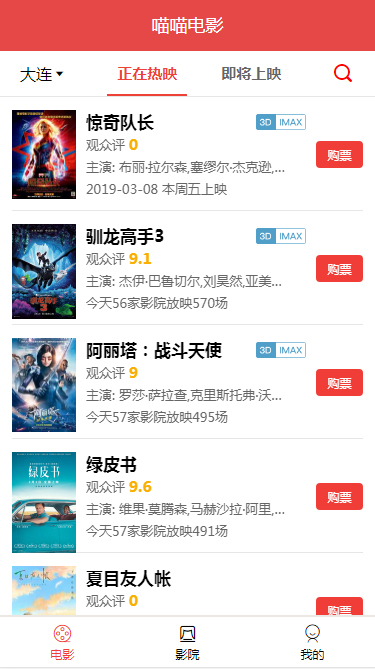 喵喵电影
大连 正在热映 即将上映
惊奇队长 3D IMAX
观众评 0
购票
主演: 布丽·拉尔森,塞缪尔·杰克逊,...
2019-03-08 本周五上映
驯龙高手3 3D IMAX
观众评 9.1
购票
主演: 杰伊·巴鲁切尔,刘昊然,亚美...
今天56家影院放映570场
阿丽塔：战斗天使 3D IMAX
观众评 9
购票
主演: 罗莎·萨拉查,克里斯托弗·沃...
今天57家影院放映495场
绿皮书
绿皮书
观众评 9.6
购票
主演: 维果·莫腾森,马赫沙拉·阿里,...
今天57家影院放映491场
夏目友人帐
观众评 0
购票
电影 影院 我的